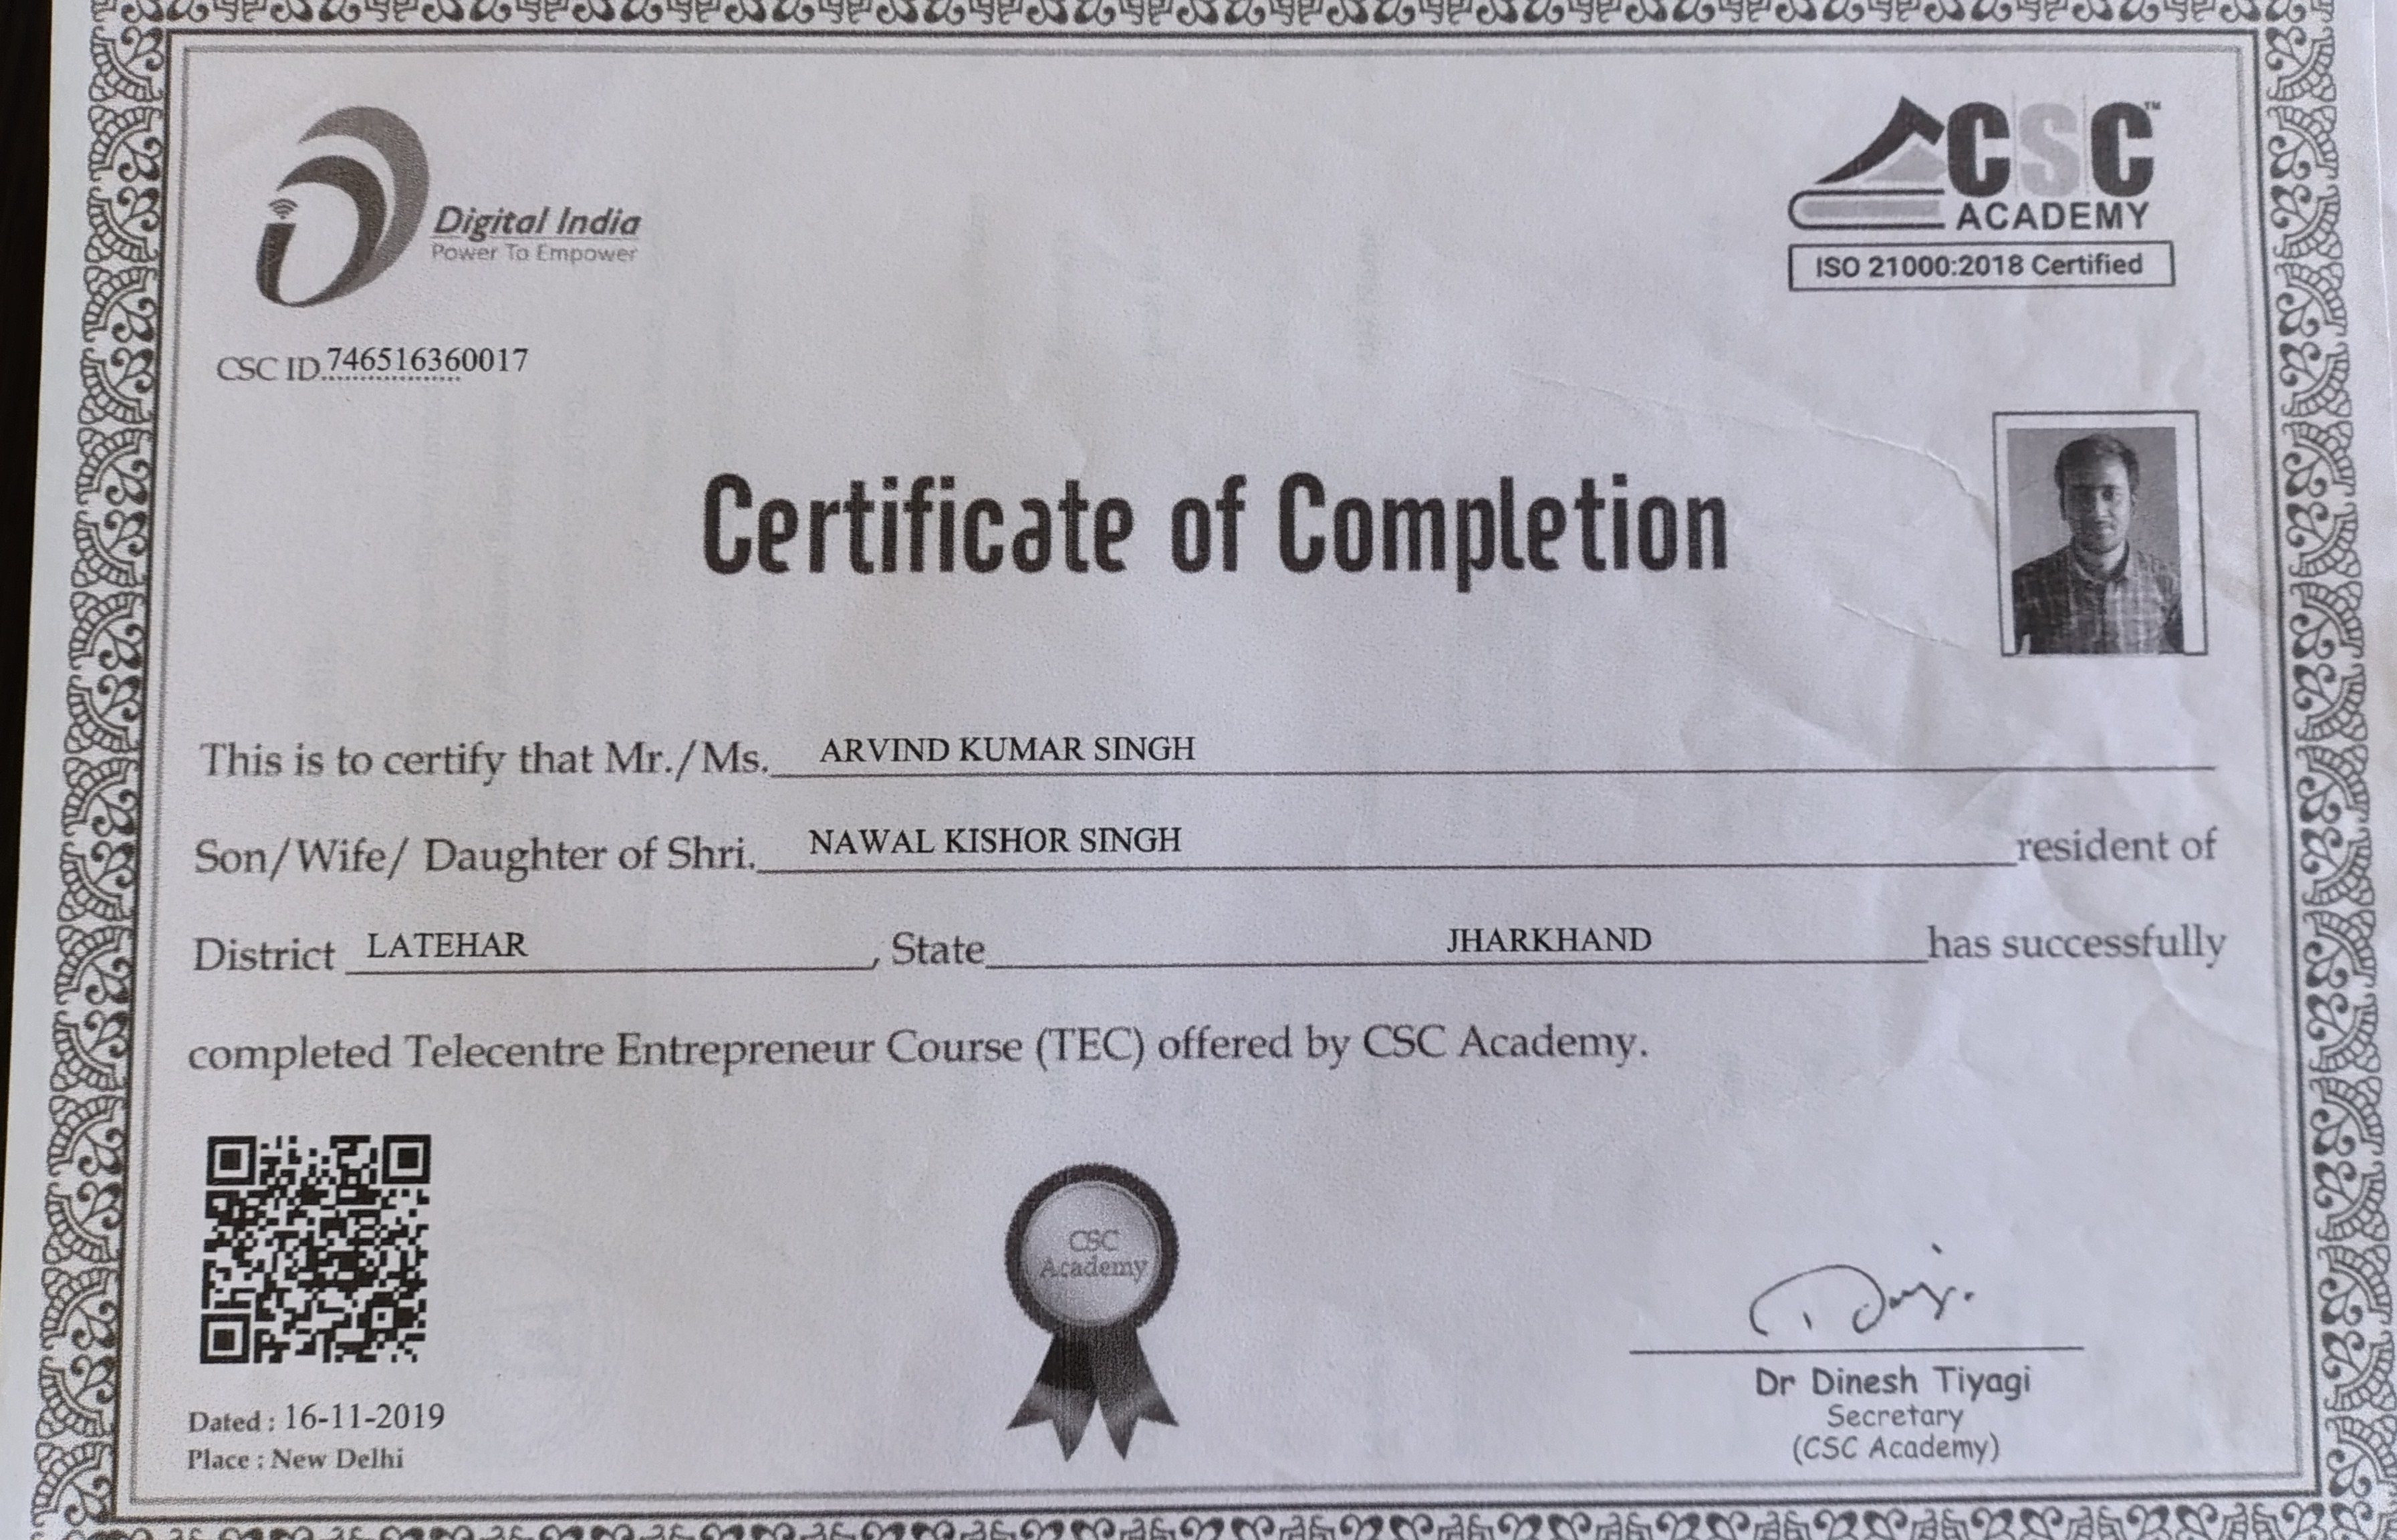 Digital India
Power To Empower
CSC ACADEMY
ISO 21000:2018 Certified
CSC ID 746516360017
Certificate of Completion
This is to certify that Mr./Ms. ARVIND KUMAR SINGH
Son/Wife/ Daughter of Shri. NAWAL KISHOR SINGH resident of
District LATEHAR, State JHARKHAND has successfully
completed Telecentre Entrepreneur Course (TEC) offered by CSC Academy.
CSC
Academy
Dr Dinesh Tiyagi
Secretary
(CSC Academy)
Dated : 16-11-2019
Place : New Delhi